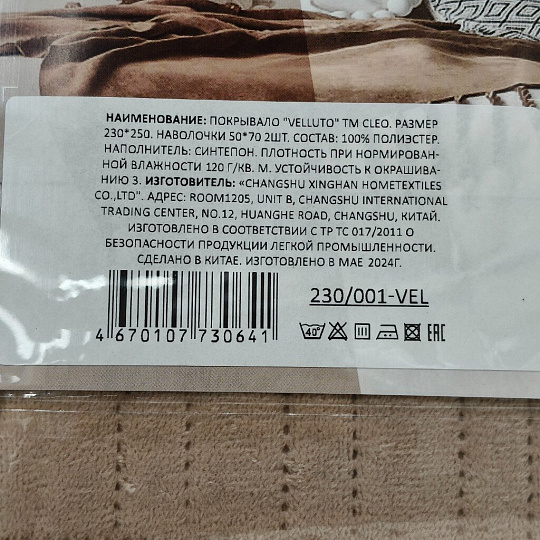 НАИМЕНОВАНИЕ: ПОКРЫВАЛО "VELLUTO" TM CLEO. РАЗМЕР
230*250. НАВОЛОЧКИ 50*70 2ШТ. СОСТАВ: 100% ПОЛИЭСТЕР.
НАПОЛНИТЕЛЬ: СИНТЕПОН. ПЛОТНОСТЬ ПРИ НОРМИРОВАН-
НОЙ ВЛАЖНОСТИ 120 Г/КВ. М. УСТОЙЧИВОСТЬ К ОКРАШИВА-
НИЮ 3. ИЗГОТОВИТЕЛЬ: «CHANGSHU XINGHAN HOMETEXTILES
CO.,LTD". АДРЕС: ROOM1205, UNIT B, CHANGSHU INTERNATIONAL
TRADING CENTER, NO.12, HUANGHE ROAD, CHANGSHU, КИТАЙ.
ИЗГОТОВЛЕНО В СООТВЕТСТВИИ С ТР ТС 017/2011 О
БЕЗОПАСНОСТИ ПРОДУКЦИИ ЛЕГКОЙ ПРОМЫШЛЕННОСТИ.
СДЕЛАНО В КИТАЕ. ИЗГОТОВЛЕНО В МАЕ 2024Г.
230/001-VEL
40° EAC
4 670107 730641